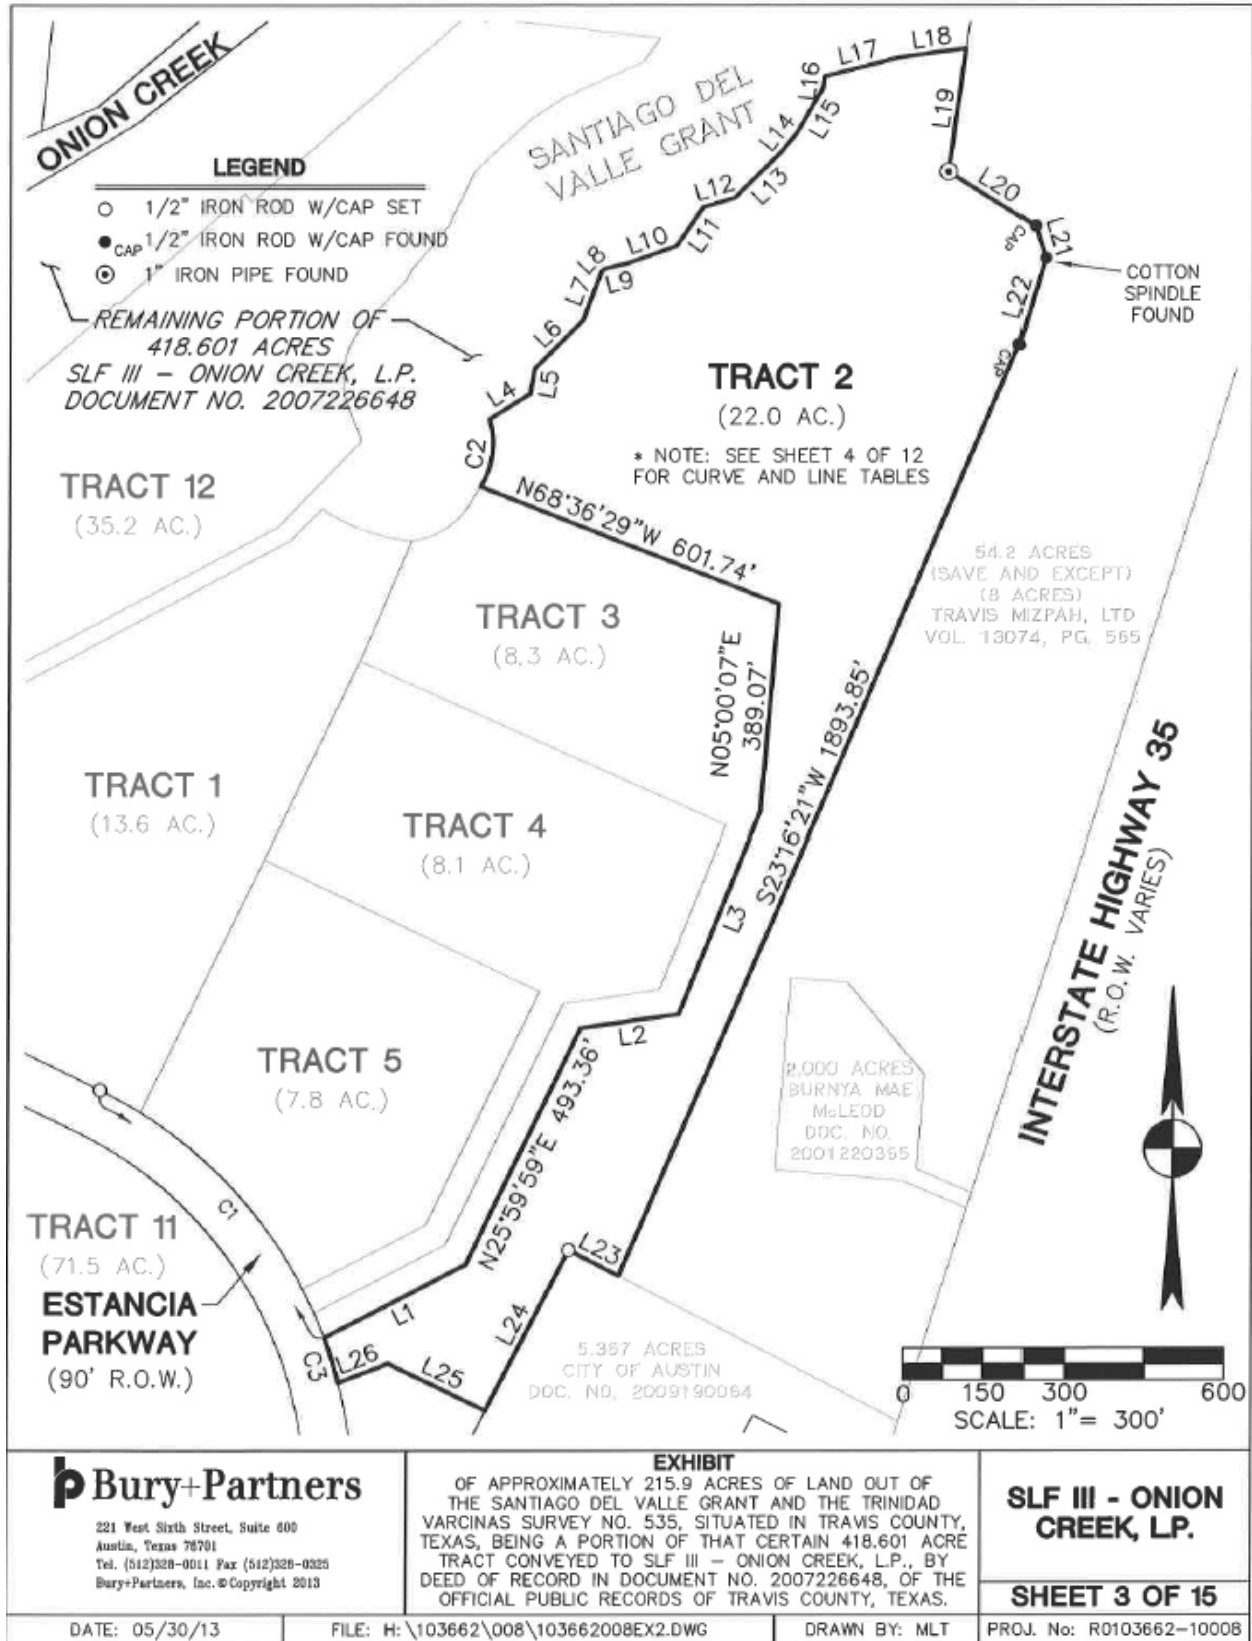 ONION CREEK
LEGEND
1/2" IRON ROD W/CAP SET
CAP 1/2" IRON ROD W/CAP FOUND
1" IRON PIPE FOUND
REMAINING PORTION OF
418.601 ACRES
SLF III – ONION CREEK, L.P.
DOCUMENT NO. 2007226648
SANTIAGO DEL
VALLE GRANT
L4
L5
L6
L7
L8
L9
L10
L11
L12
L13
L14
L15
L16
L17
L18
L19
L20
CAP
L21
COTTON
SPINDLE
FOUND
L22
CAP
TRACT 2
(22.0 AC.)
* NOTE: SEE SHEET 4 OF 12
FOR CURVE AND LINE TABLES
C2
N68°36'29"W 601.74'
TRACT 12
(35.2 AC.)
54.2 ACRES
(SAVE AND EXCEPT)
(8 ACRES)
TRAVIS MIZPAH, LTD
VOL. 13074, PG. 565
TRACT 3
(8.3 AC.)
N05°00'07"E
389.07'
S23°16'21"W 1893.85'
TRACT 1
(13.6 AC.)
TRACT 4
(8.1 AC.)
L3
INTERSTATE HIGHWAY 35
(R.O.W. VARIES)
L2
TRACT 5
(7.8 AC.)
N25°59'59"E 493.36'
2.000 ACRES
BURNYA MAE
McLEOD
DOC. NO.
2001220355
C1
TRACT 11
(71.5 AC.)
ESTANCIA
PARKWAY
(90' R.O.W.)
L1
L23
L24
L25
L26
C3
5.367 ACRES
CITY OF AUSTIN
DOC. NO. 2009190064
0 150 300 600
SCALE: 1"= 300'
Bury+Partners
221 West Sixth Street, Suite 600
Austin, Texas 78701
Tel. (512)328-0011 Fax (512)328-0325
Bury+Partners, Inc. © Copyright 2013
EXHIBIT
OF APPROXIMATELY 215.9 ACRES OF LAND OUT OF
THE SANTIAGO DEL VALLE GRANT AND THE TRINIDAD
VARCINAS SURVEY NO. 535, SITUATED IN TRAVIS COUNTY,
TEXAS, BEING A PORTION OF THAT CERTAIN 418.601 ACRE
TRACT CONVEYED TO SLF III – ONION CREEK, L.P., BY
DEED OF RECORD IN DOCUMENT NO. 2007226648, OF THE
OFFICIAL PUBLIC RECORDS OF TRAVIS COUNTY, TEXAS.
SLF III - ONION
CREEK, L.P.
SHEET 3 OF 15
DATE: 05/30/13
FILE: H:\103662\008\103662008EX2.DWG
DRAWN BY: MLT
PROJ. No: R0103662-10008